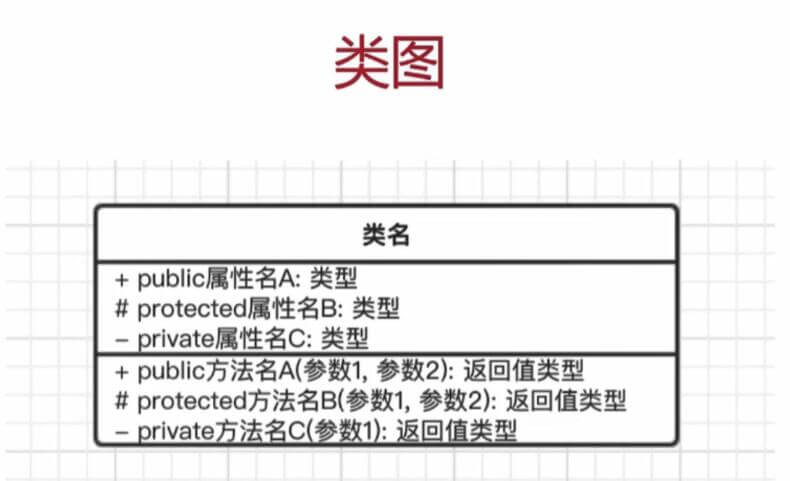 类图
类名
+ public属性名A: 类型
# protected属性名B: 类型
– private属性名C: 类型
+ public方法名A(参数1, 参数2): 返回值类型
# protected方法名B(参数1, 参数2): 返回值类型
– private方法名C(参数1): 返回值类型